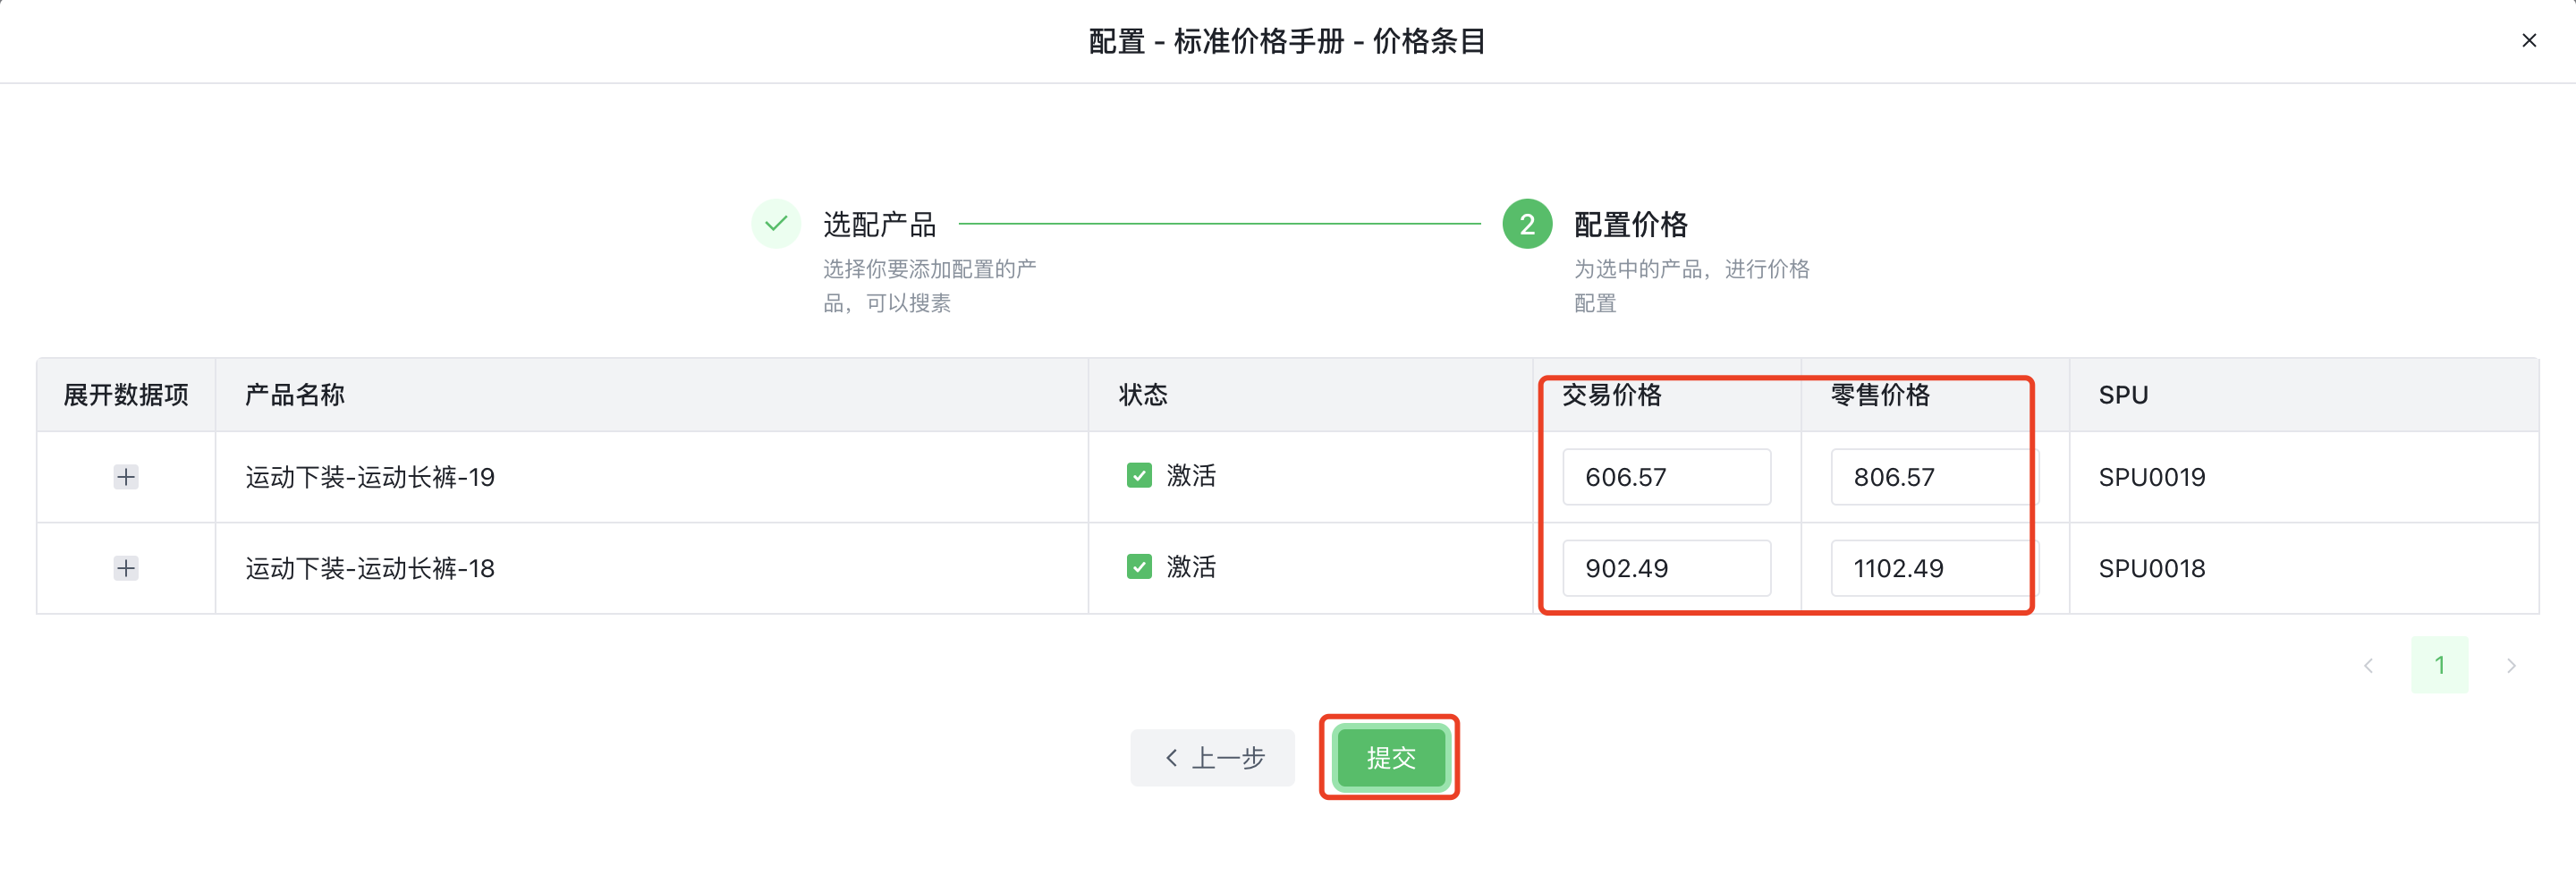 配置 - 标准价格手册 - 价格条目
选配产品
选择你要添加配置的产
品，可以搜素
2
配置价格
为选中的产品，进行价格
配置
展开数据项 产品名称 状态 交易价格 零售价格 SPU
运动下装-运动长裤-19 激活 606.57 806.57 SPU0019
运动下装-运动长裤-18 激活 902.49 1102.49 SPU0018
1
上一步 提交